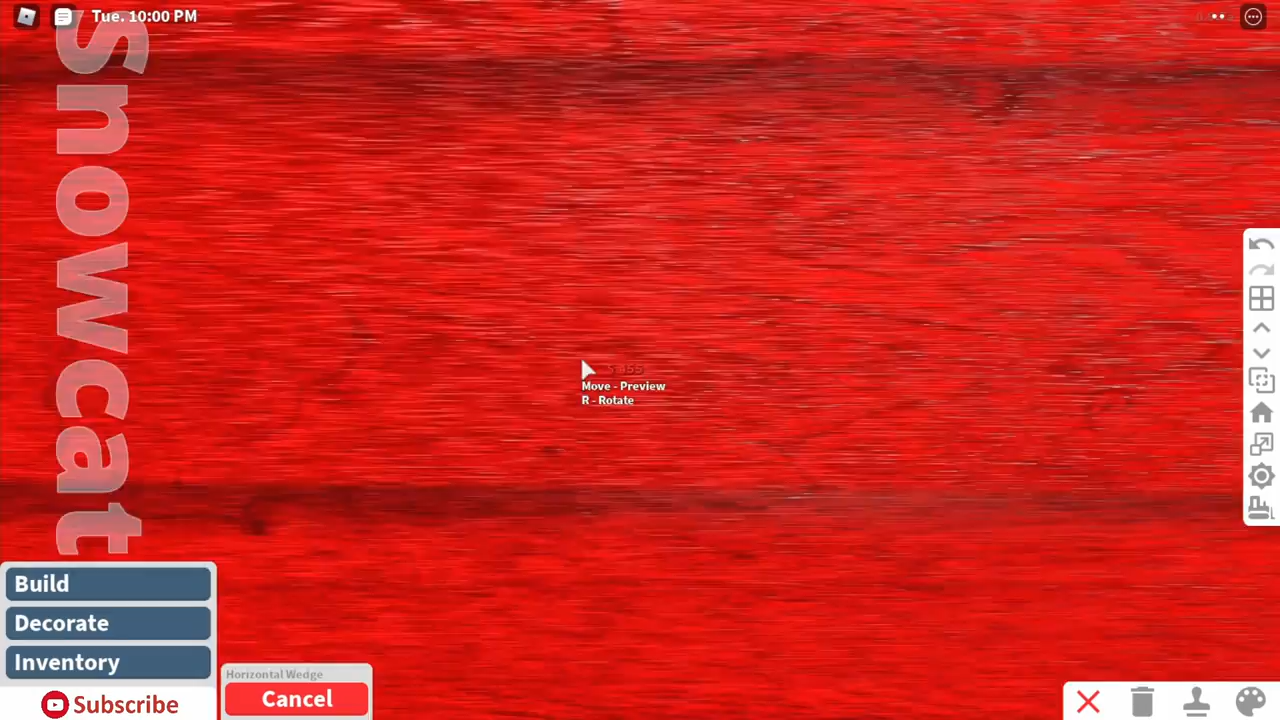 Tue. 10:00 PM
Snowcat
Move - Preview
R - Rotate
Build
Decorate
Inventory
Subscribe
Horizontal Wedge
Cancel